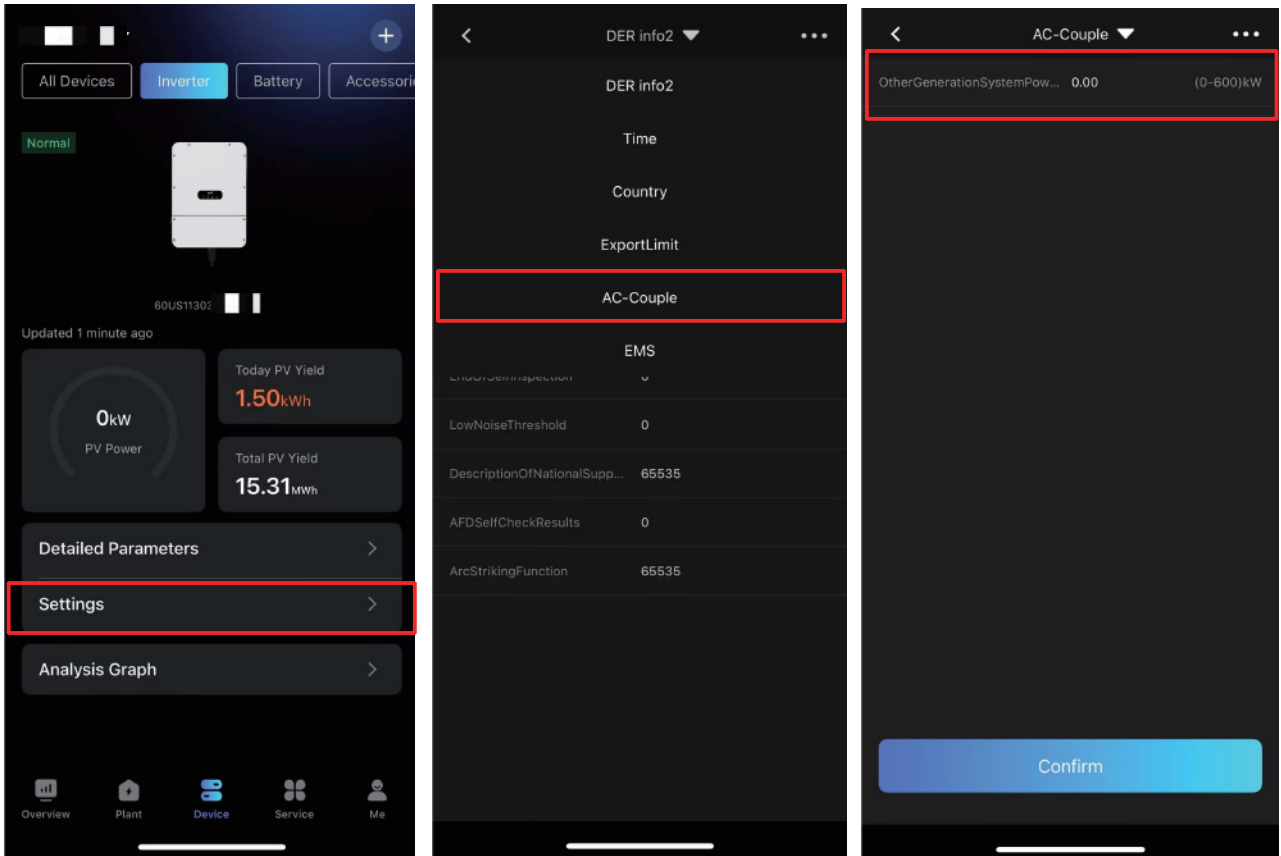 All Devices
Inverter
Battery
Accessori
Normal
60US11303
Updated 1 minute ago
0kW
PV Power
Today PV Yield
1.50kWh
Total PV Yield
15.31MWh
Detailed Parameters
Settings
Analysis Graph
Overview
Plant
Device
Service
Me
DER info2
DER info2
Time
Country
ExportLimit
AC-Couple
EMS
EndOfSelfInspection 0
LowNoiseThreshold 0
DescriptionOfNationalSupp... 65535
AFDSelfCheckResults 0
ArcStrikingFunction 65535
AC-Couple
OtherGenerationSystemPow... 0.00 (0-600)kW
Confirm